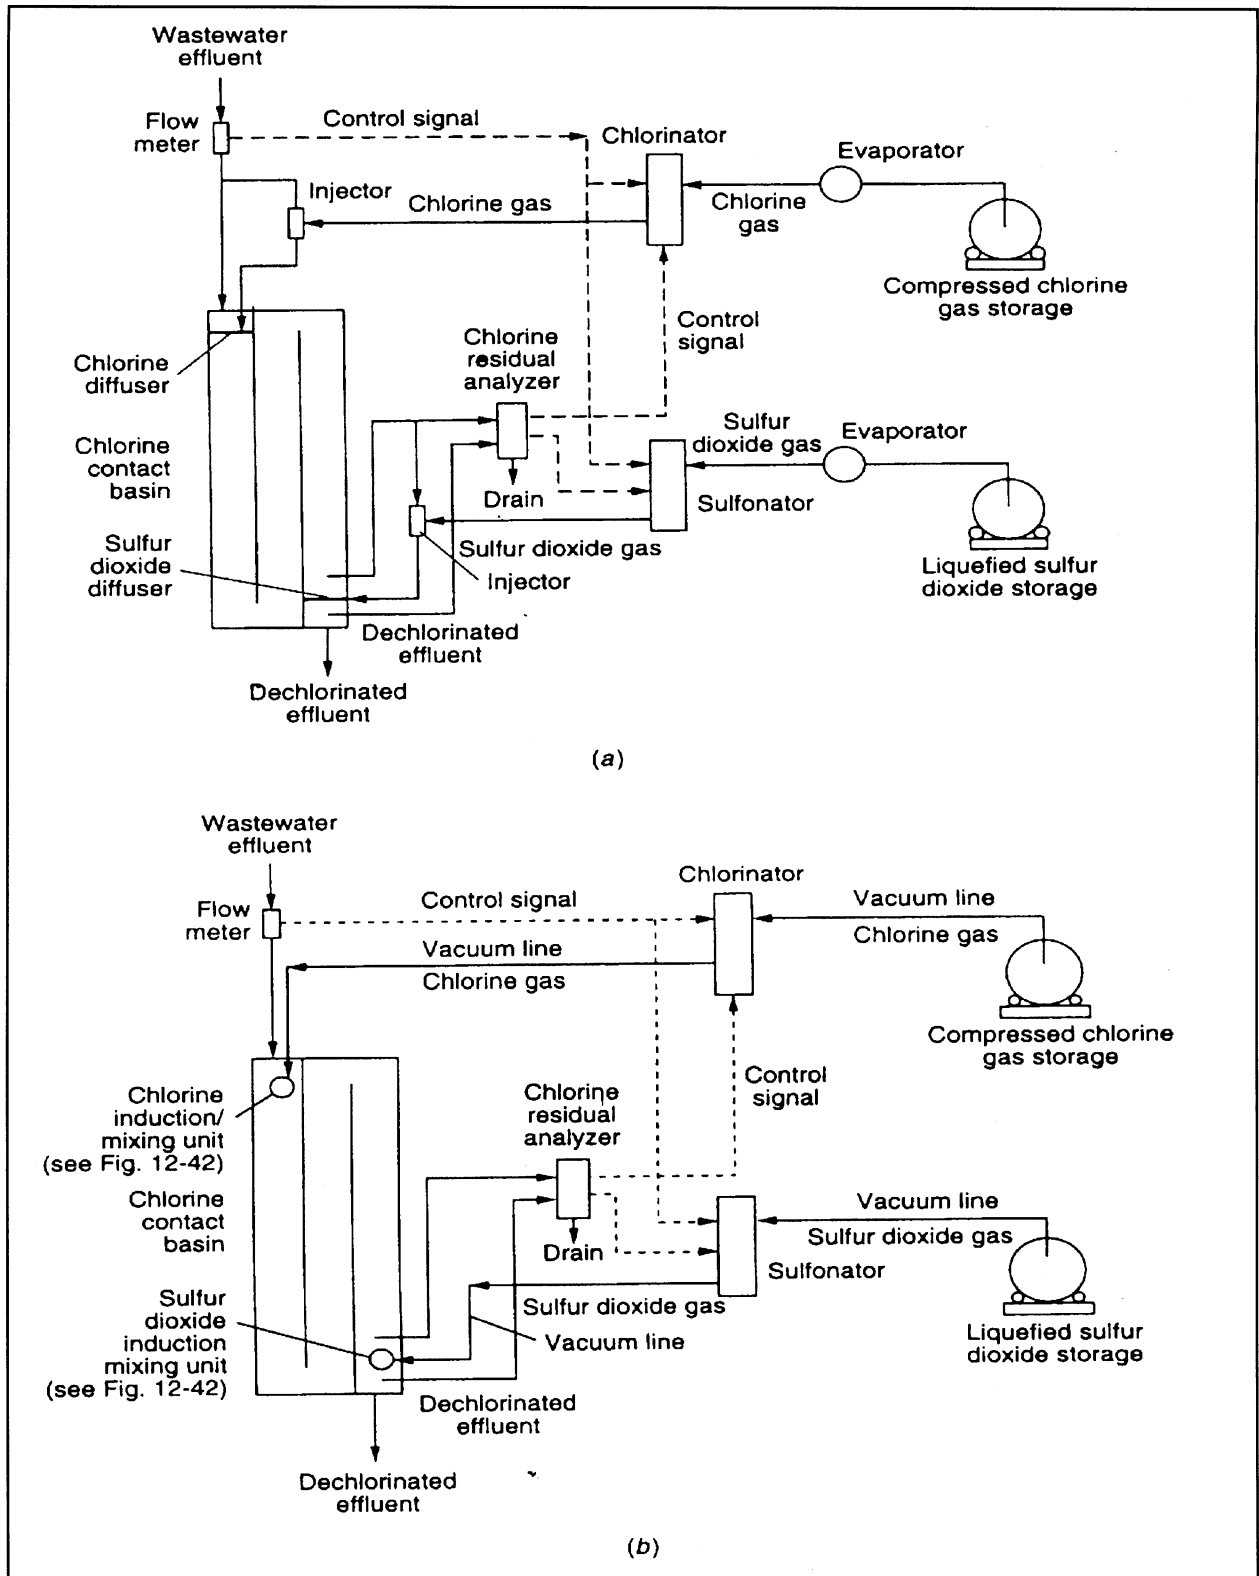 Wastewater
effluent
Flow
meter
Control signal
Chlorinator
Evaporator
Injector
Chlorine gas
Chlorine
gas
Compressed chlorine
gas storage
Chlorine
diffuser
Chlorine
residual
analyzer
Control
signal
Chlorine
contact
basin
Sulfur
dioxide gas
Evaporator
Drain
Sulfonator
Sulfur
dioxide
diffuser
Sulfur dioxide gas
Injector
Liquefied sulfur
dioxide storage
Dechlorinated
effluent
Dechlorinated
effluent
(a)
Wastewater
effluent
Flow
meter
Control signal
Chlorinator
Vacuum line
Chlorine gas
Vacuum line
Chlorine gas
Compressed chlorine
gas storage
Chlorine
induction/
mixing unit
(see Fig. 12-42)
Chlorine
residual
analyzer
Control
signal
Chlorine
contact
basin
Vacuum line
Sulfur dioxide gas
Drain
Sulfonator
Sulfur
dioxide
induction
mixing unit
(see Fig. 12-42)
Sulfur dioxide gas
Vacuum line
Liquefied sulfur
dioxide storage
Dechlorinated
effluent
Dechlorinated
effluent
(b)